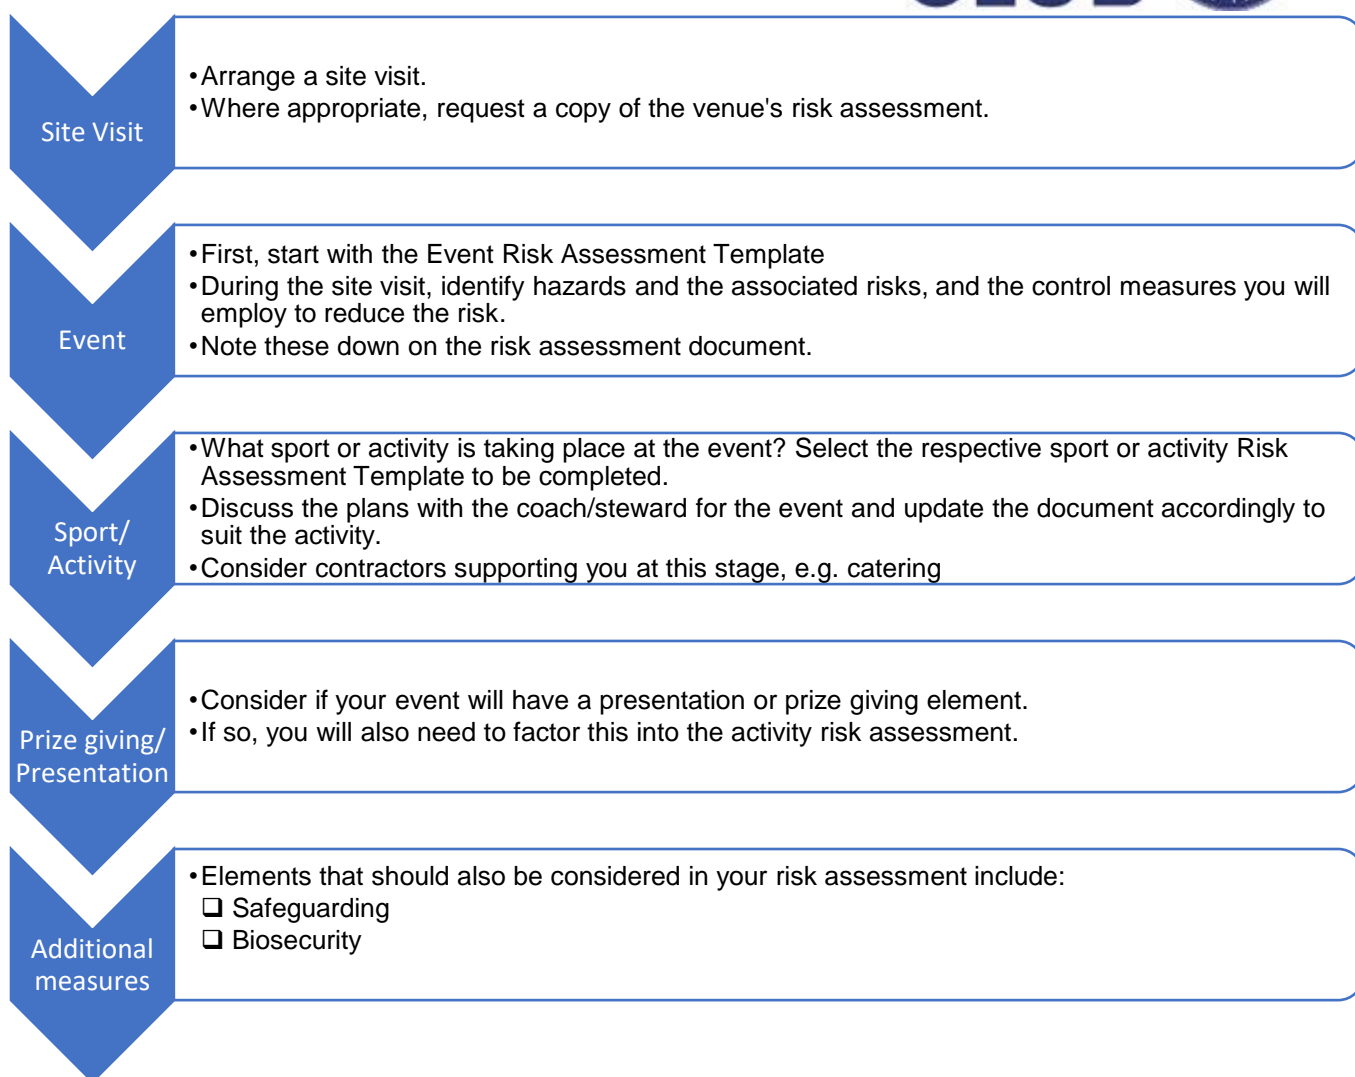 Site Visit
•Arrange a site visit.
•Where appropriate, request a copy of the venue's risk assessment.
Event
•First, start with the Event Risk Assessment Template
•During the site visit, identify hazards and the associated risks, and the control measures you will
employ to reduce the risk.
•Note these down on the risk assessment document.
Sport/
Activity
•What sport or activity is taking place at the event? Select the respective sport or activity Risk
Assessment Template to be completed.
•Discuss the plans with the coach/steward for the event and update the document accordingly to
suit the activity.
•Consider contractors supporting you at this stage, e.g. catering
Prize giving/
Presentation
•Consider if your event will have a presentation or prize giving element.
•If so, you will also need to factor this into the activity risk assessment.
Additional
measures
•Elements that should also be considered in your risk assessment include:
❑ Safeguarding
❑ Biosecurity